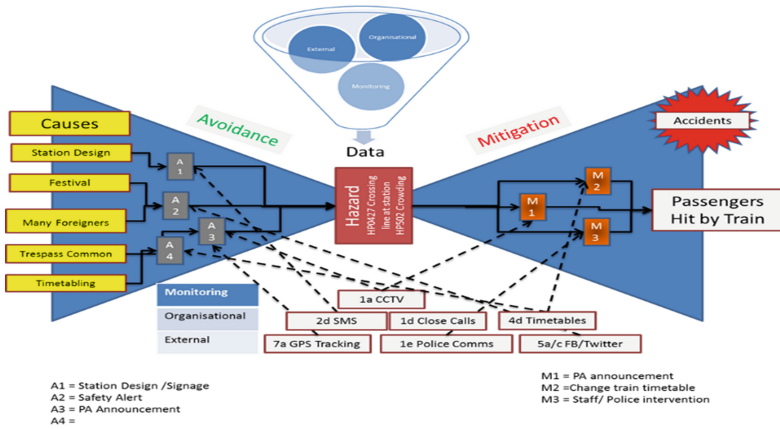 External
Organisational
Monitoring
Data
Causes
Avoidance
Mitigation
Accidents
Station Design
Festival
Many Foreigners
Trespass Common
Timetabling
A
1
A
2
A
3
A
4
Hazard
HP0427 Crossing
line at station
HP502 Crowding
M
1
M
2
M
3
Passengers
Hit by Train
Monitoring
Organisational
External
1a CCTV
2d SMS
1d Close Calls
4d Timetables
7a GPS Tracking
1e Police Comms
5a/c FB/Twitter
A1 = Station Design /Signage
A2 = Safety Alert
A3 = PA Announcement
A4 =
M1 = PA announcement
M2 =Change train timetable
M3 = Staff/ Police intervention